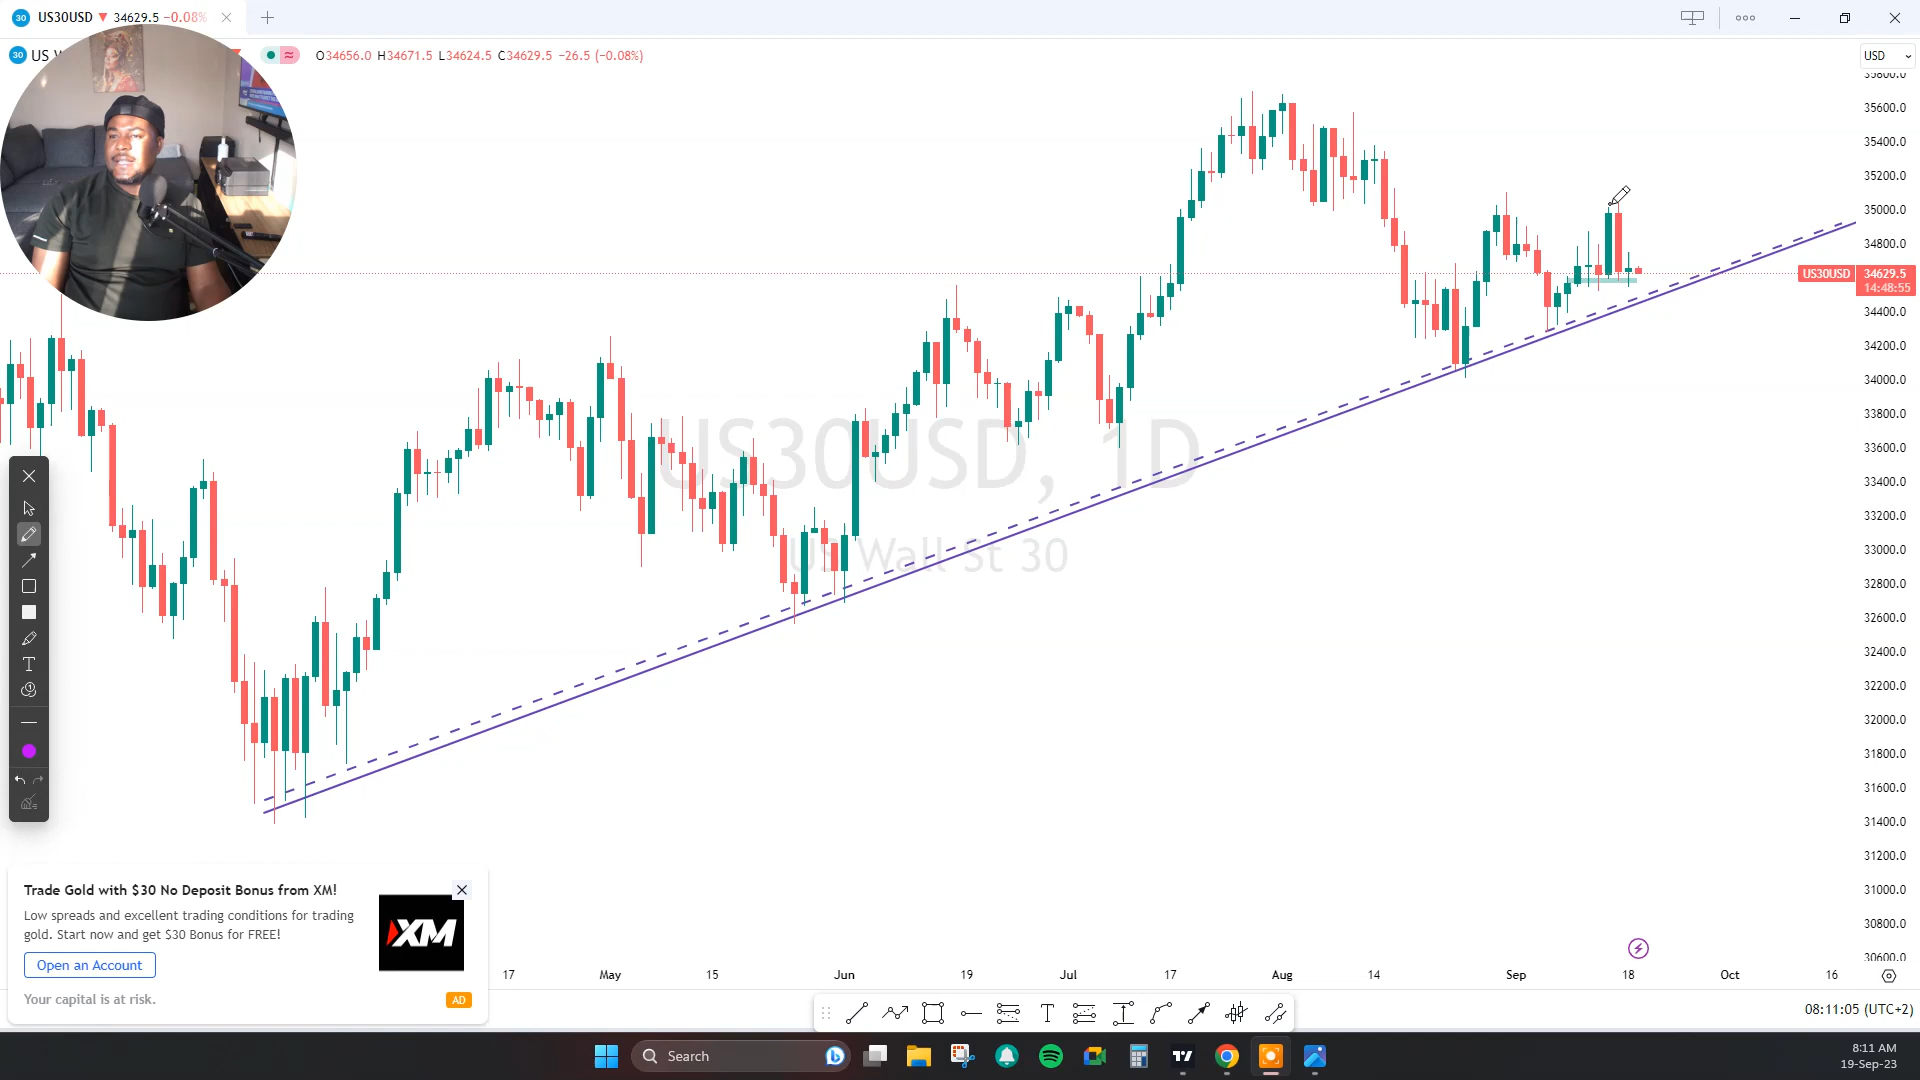 30 US30USD ▼ 34629.5 −0.08%
30 US
O34656.0 H34671.5 L34624.5 C34629.5 −26.5 (−0.08%)
USD
35800.0
35600.0
35400.0
35200.0
35000.0
34800.0
US30USD 34629.5
14:48:55
34400.0
34200.0
34000.0
33800.0
33600.0
33400.0
33200.0
33000.0
32800.0
32600.0
32400.0
32200.0
32000.0
31800.0
31600.0
31400.0
31200.0
31000.0
30800.0
30600.0
US30USD, 1D
US Wall St 30
T
Trade Gold with $30 No Deposit Bonus from XM!
Low spreads and excellent trading conditions for trading
gold. Start now and get $30 Bonus for FREE!
Open an Account
Your capital is at risk.
XM
AD
17 May 15 Jun 19 Jul 17 Aug 14 Sep 18 Oct 16
T
08:11:05 (UTC+2)
Search
8:11 AM
19-Sep-23